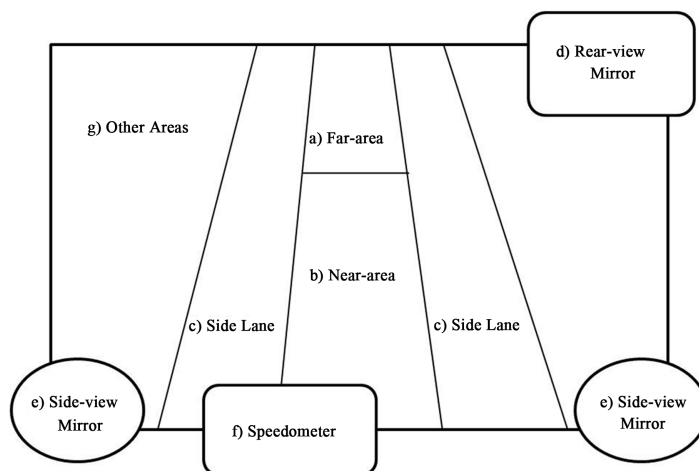 d) Rear-view
Mirror
g) Other Areas
a) Far-area
b) Near-area
c) Side Lane
c) Side Lane
e) Side-view
Mirror
f) Speedometer
e) Side-view
Mirror